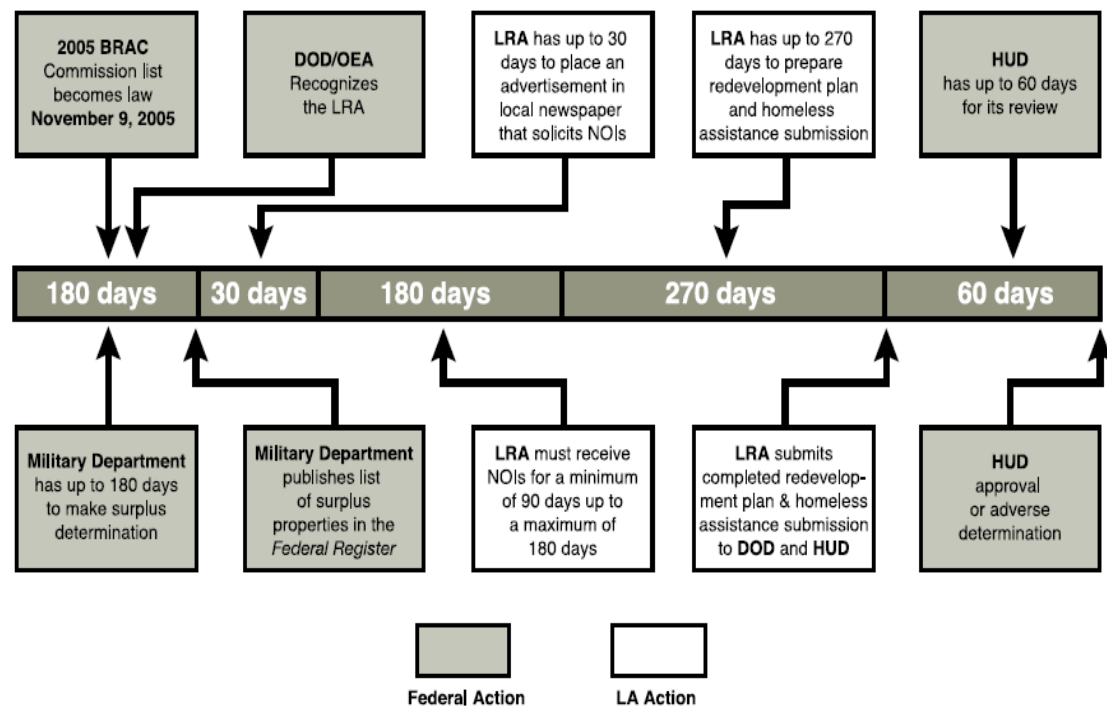 2005 BRAC
Commission list
becomes law
November 9, 2005
DOD/OEA
Recognizes
the LRA
LRA has up to 30
days to place an
advertisement in
local newspaper
that solicits NOIs
LRA has up to 270
days to prepare
redevelopment plan
and homeless
assistance submission
HUD
has up to 60 days
for its review
180 days
30 days
180 days
270 days
60 days
Military Department
has up to 180 days
to make surplus
determination
Military Department
publishes list
of surplus
properties in the
Federal Register
LRA must receive
NOIs for a minimum
of 90 days up to
a maximum of
180 days
LRA submits
completed redevelop-
ment plan & homeless
assistance submission
to DOD and HUD
HUD
approval
or adverse
determination
Federal Action
LA Action